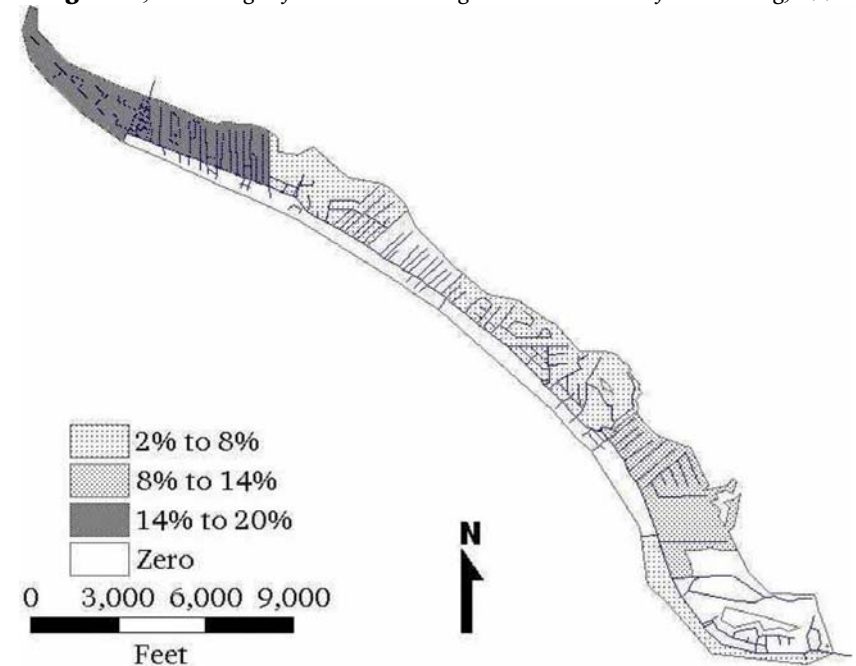 2% to 8%
8% to 14%
14% to 20%
Zero
N
0 3,000 6,000 9,000
Feet